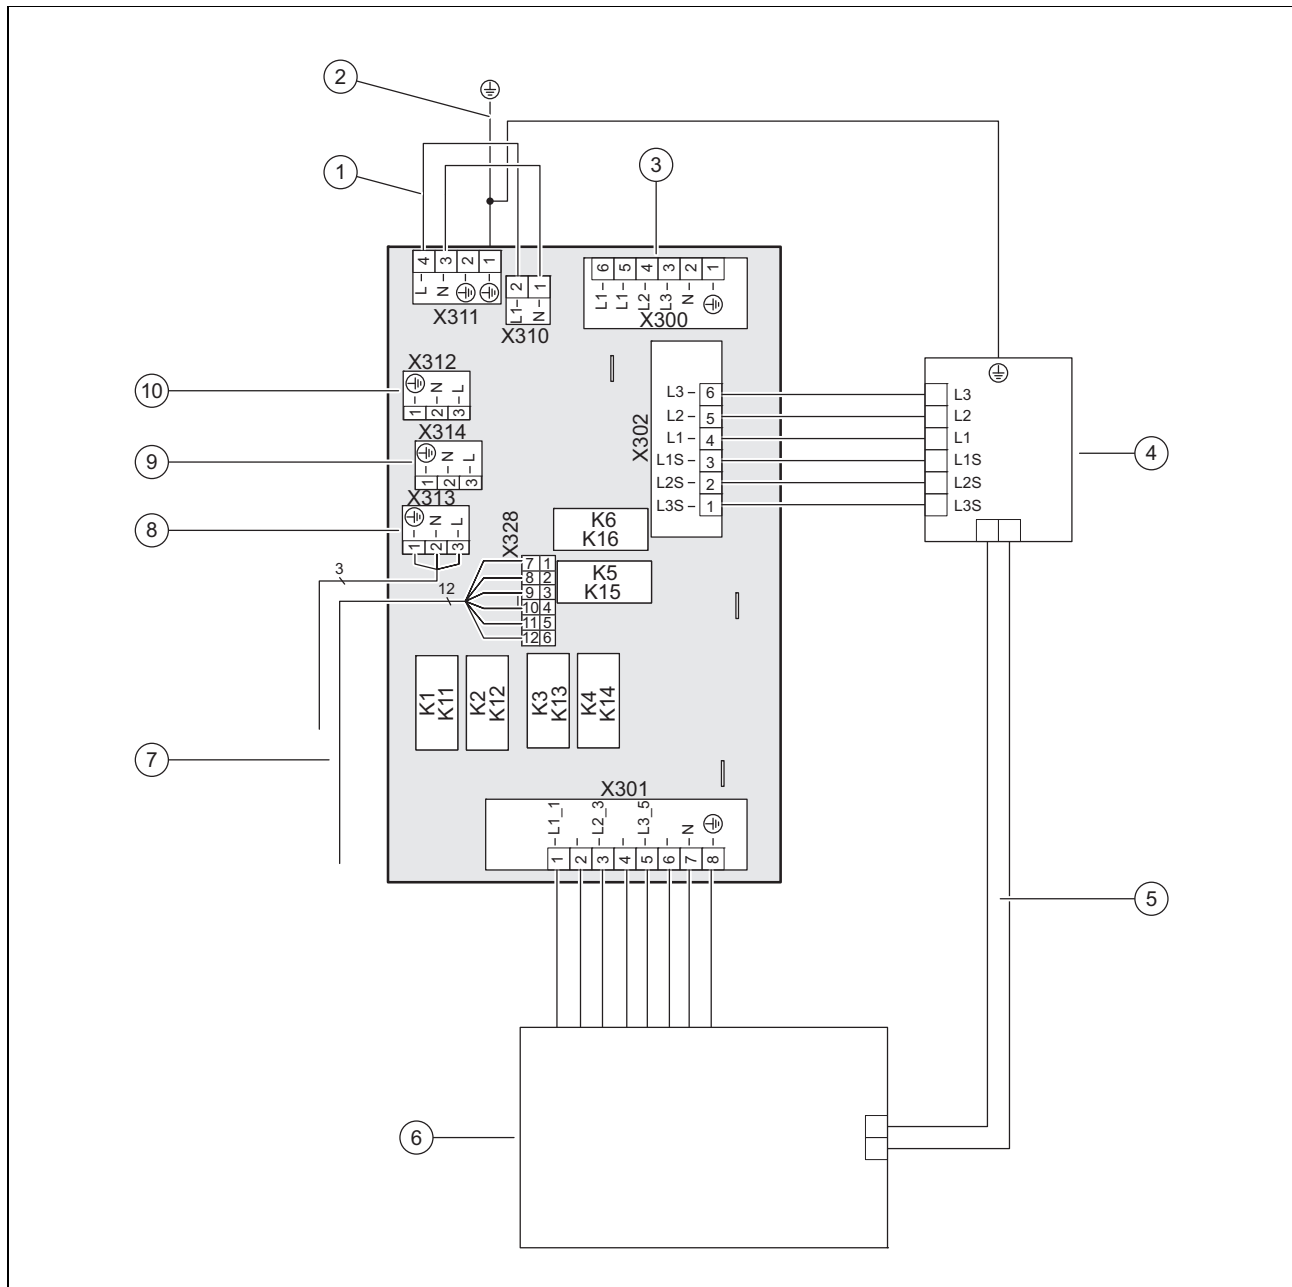 2
1
3
4 3 2 1
L – N – – –
X311
2 1
L1 – N –
X310
6 5 4 3 2 1
L1 – L1 – L2 – L3 – N – –
X300
X312
– – N – L
1 2 3
10
X314
– – N – L
1 2 3
9
X313
– – N – L
1 2 3
8
X302
L3 – 6
L2 – 5
L1 – 4
L1S – 3
L2S – 2
L3S – 1
L3
L2
L1
L1S
L2S
L3S
4
X328
7 1
8 2
9 3
10 4
11 5
12 6
K6
K16
K5
K15
3
12
K1
K11
K2
K12
K3
K13
K4
K14
7
X301
– L1_1 – – L2_3 – – L3_5 – – N –
1 2 3 4 5 6 7 8
5
6